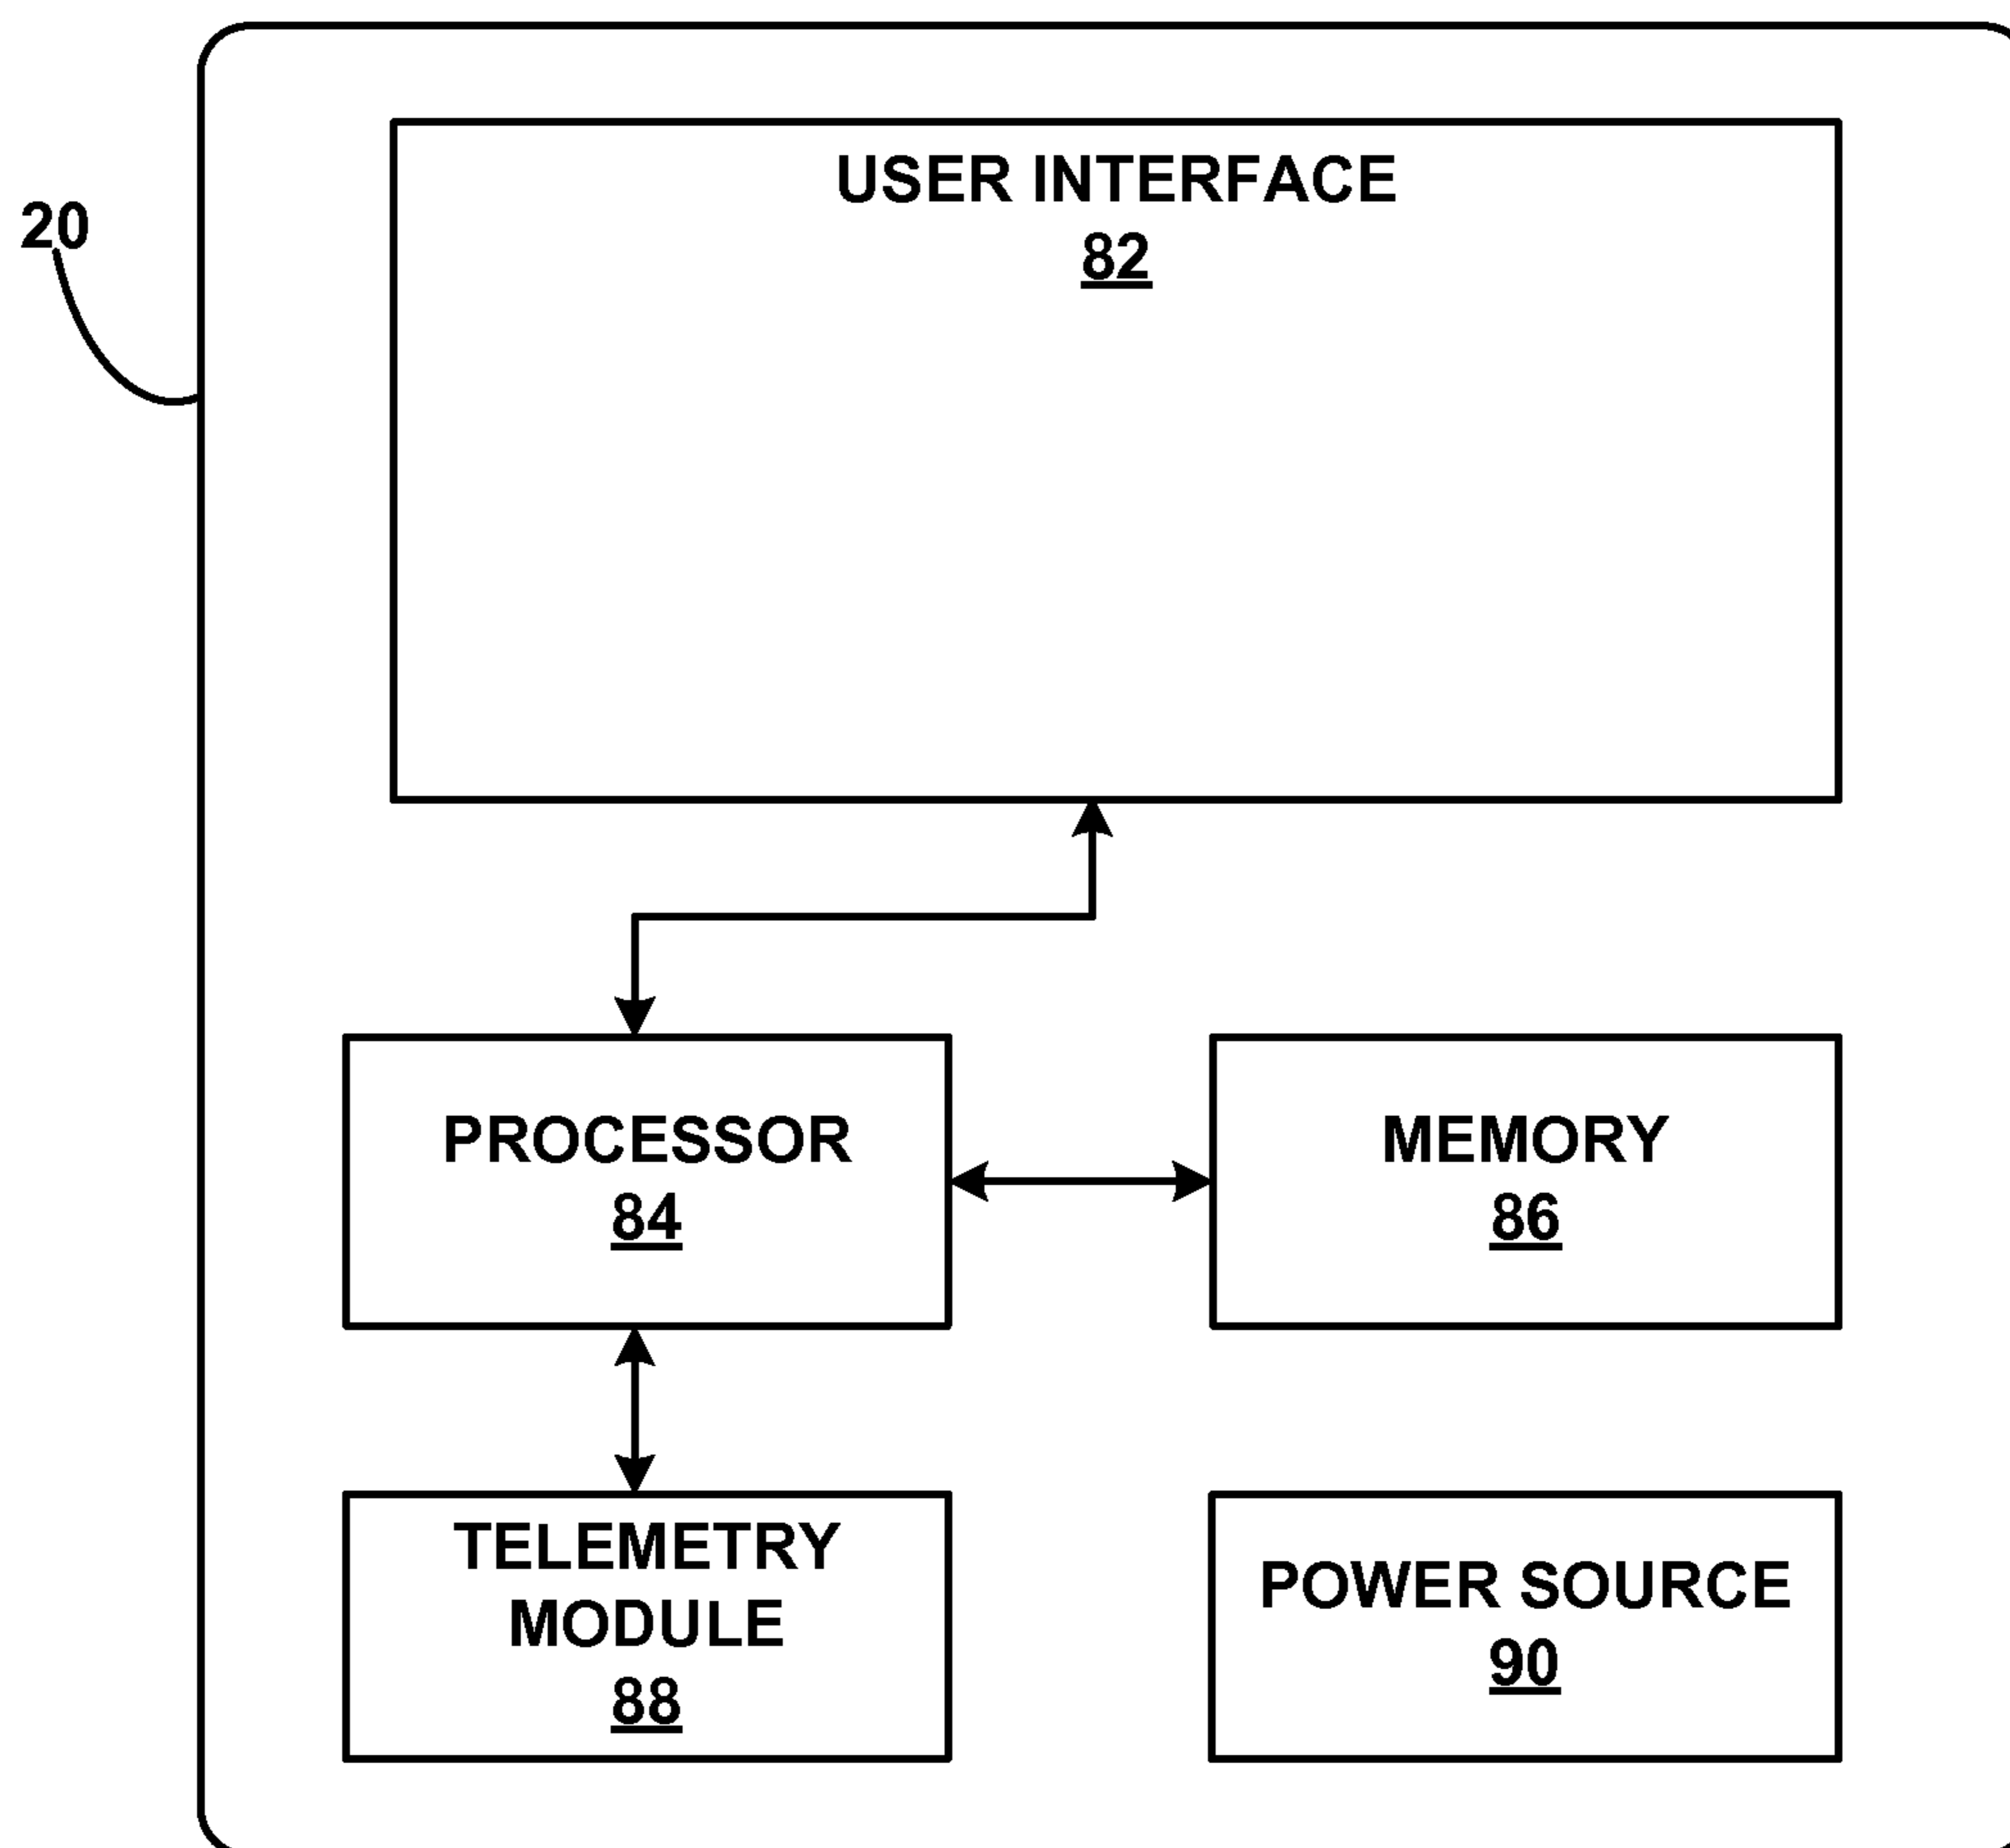 20
USER INTERFACE
82
PROCESSOR
84
MEMORY
86
TELEMETRY
MODULE
88
POWER SOURCE
90